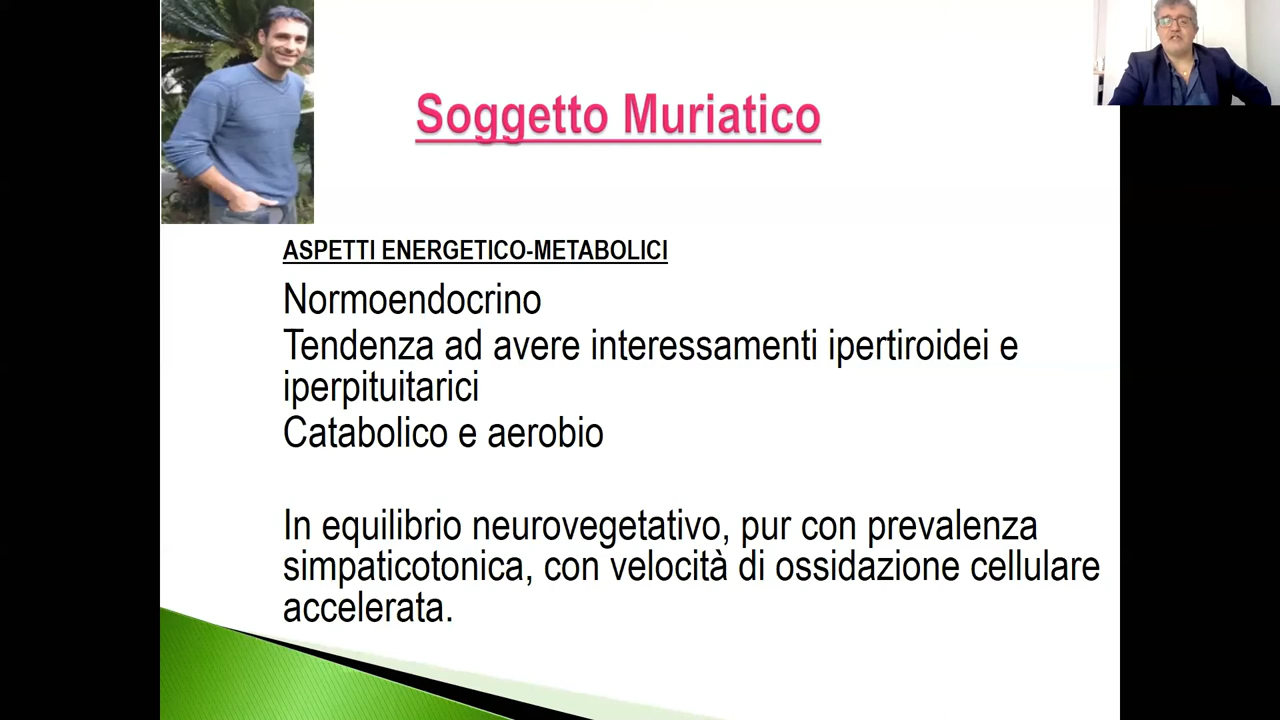 Soggetto Muriatico
ASPETTI ENERGETICO-METABOLICI
Normoendocrino
Tendenza ad avere interessamenti ipertiroidei e
iperpituitarici
Catabolico e aerobio
In equilibrio neurovegetativo, pur con prevalenza
simpaticotonica, con velocità di ossidazione cellulare
accelerata.